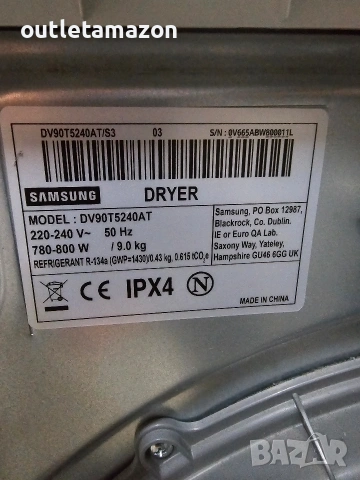 outletamazon
DV90T5240AT/S3 03 S/N : 0V665ABW800011L
SAMSUNG DRYER
MODEL : DV90T5240AT
220-240 V~ 50 Hz
780-800 W / 9.0 kg
REFRIGERANT R-134a (GWP=1430)/0.43 kg, 0.615 tCO₂e
Samsung, PO Box 12987,
Blackrock, Co. Dublin.
IE or Euro QA Lab.
Saxony Way, Yateley,
Hampshire GU46 6GG UK
CE IPX4 N
MADE IN CHINA
BAZAR
bg